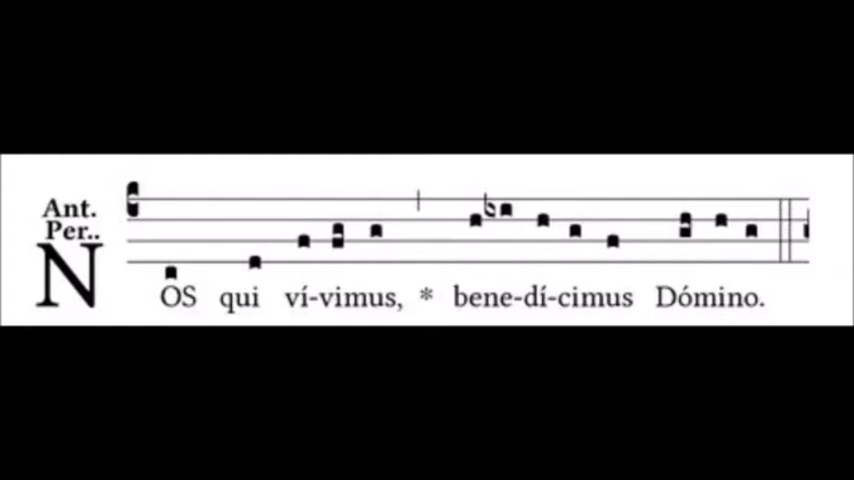 Ant.
Per..
NOS qui ví-vimus, * bene-dí-cimus Dómino.